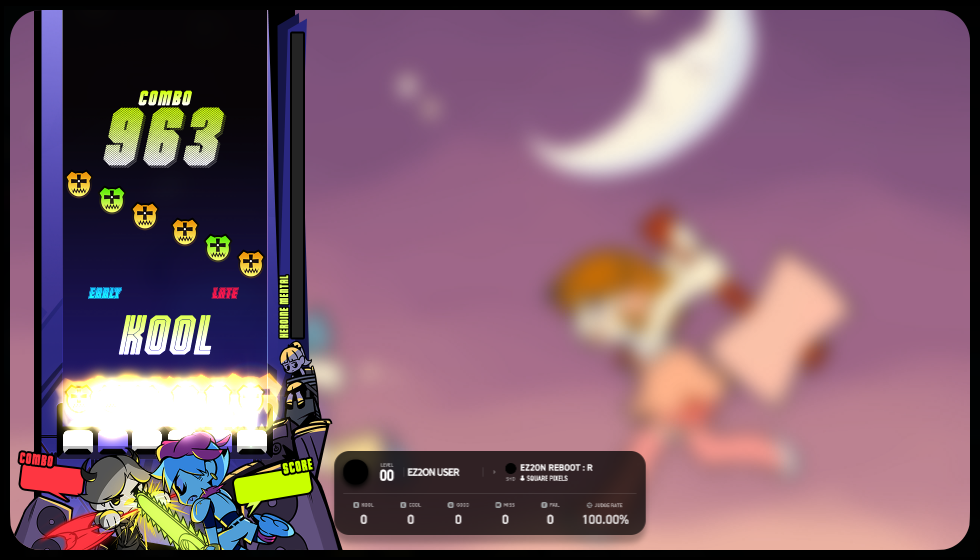 COMBO
963
EARLY
LATE
KOOL
HEROINE MENTAL
COMBO
SCORE
LEVEL
00
EZ2ON USER
EZ2ON REBOOT : R
SQUARE PIXELS
KOOL
COOL
GOOD
MISS
FAIL
JUDGE RATE
0
0
0
0
0
100.00%